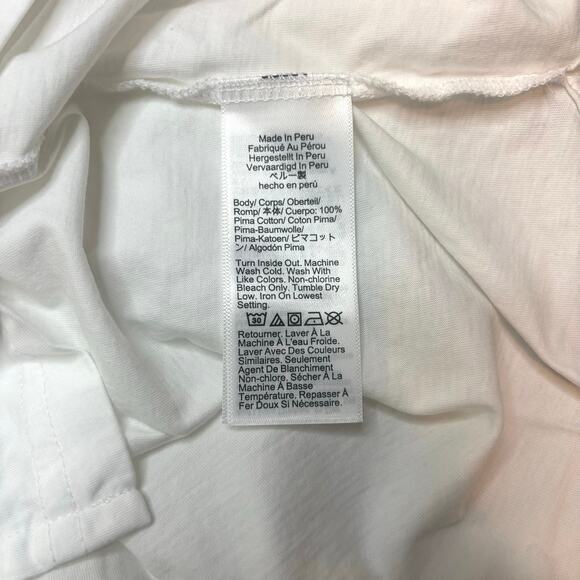 Made In Peru
Fabriqué Au Pérou
Hergestellt In Peru
Vervaardigd In Peru
ペルー製
hecho en perú
Body/ Corps/ Oberteil/
Romp/ 本体/ Cuerpo: 100%
Pima Cotton/ Coton Pima/
Pima-Baumwolle/
Pima-Katoen/ ピマコット
ン/ Algodón Pima
Turn Inside Out. Machine
Wash Cold. Wash With
Like Colors. Non-chlorine
Bleach Only. Tumble Dry
Low. Iron On Lowest
Setting.
30
Retourner. Laver À La
Machine À L'eau Froide.
Laver Avec Des Couleurs
Similaires. Seulement
Agent De Blanchiment
Non-chlore. Sécher À La
Machine À Basse
Température. Repasser À
Fer Doux Si Nécessaire.